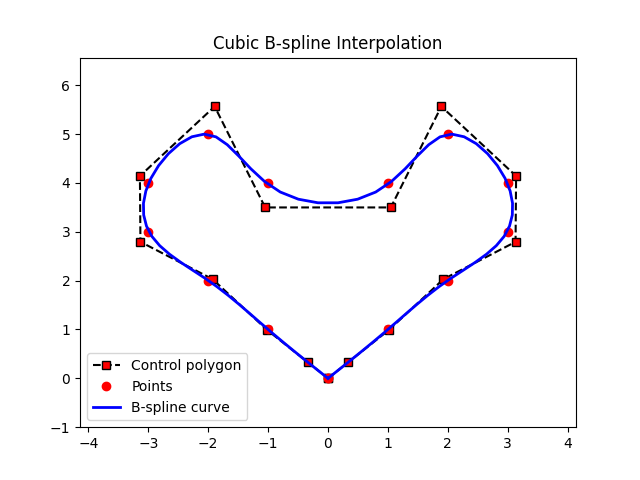 Cubic B-spline Interpolation
6
5
4
3
2
1
0
−1
Control polygon
Points
B-spline curve
−4 −3 −2 −1 0 1 2 3 4